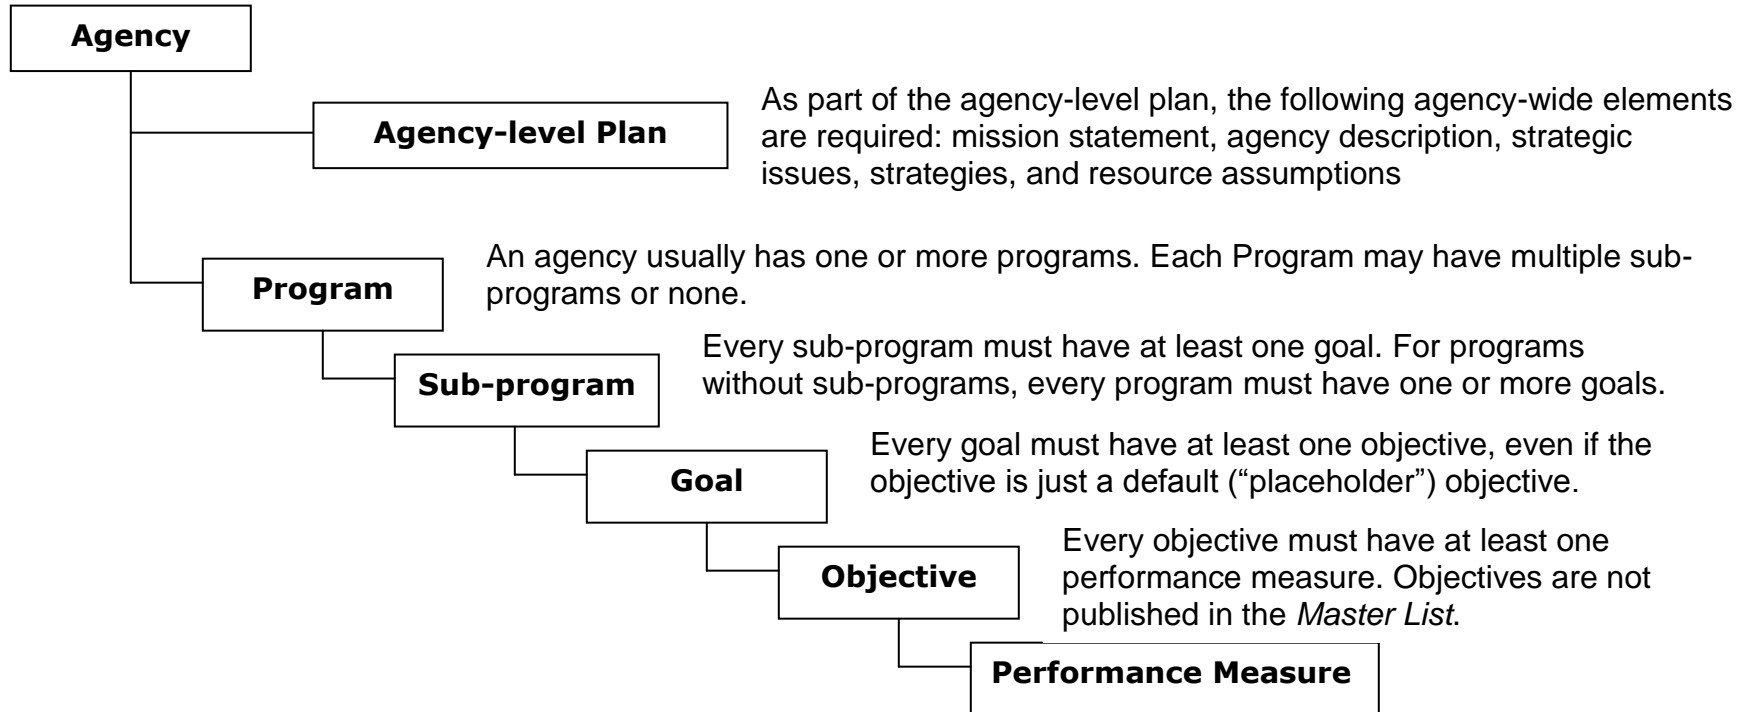 Agency
Agency-level Plan
As part of the agency-level plan, the following agency-wide elements
are required: mission statement, agency description, strategic
issues, strategies, and resource assumptions
Program
An agency usually has one or more programs. Each Program may have multiple sub-
programs or none.
Sub-program
Every sub-program must have at least one goal. For programs
without sub-programs, every program must have one or more goals.
Goal
Every goal must have at least one objective, even if the
objective is just a default (“placeholder”) objective.
Objective
Every objective must have at least one
performance measure. Objectives are not
published in the Master List.
Performance Measure